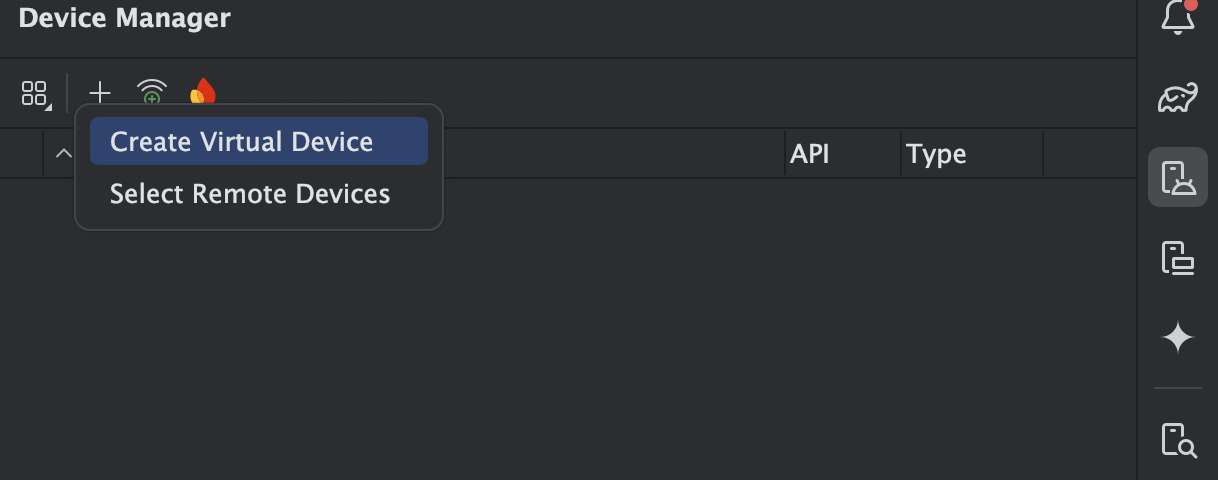 Device Manager
Create Virtual Device
API
Type
Select Remote Devices